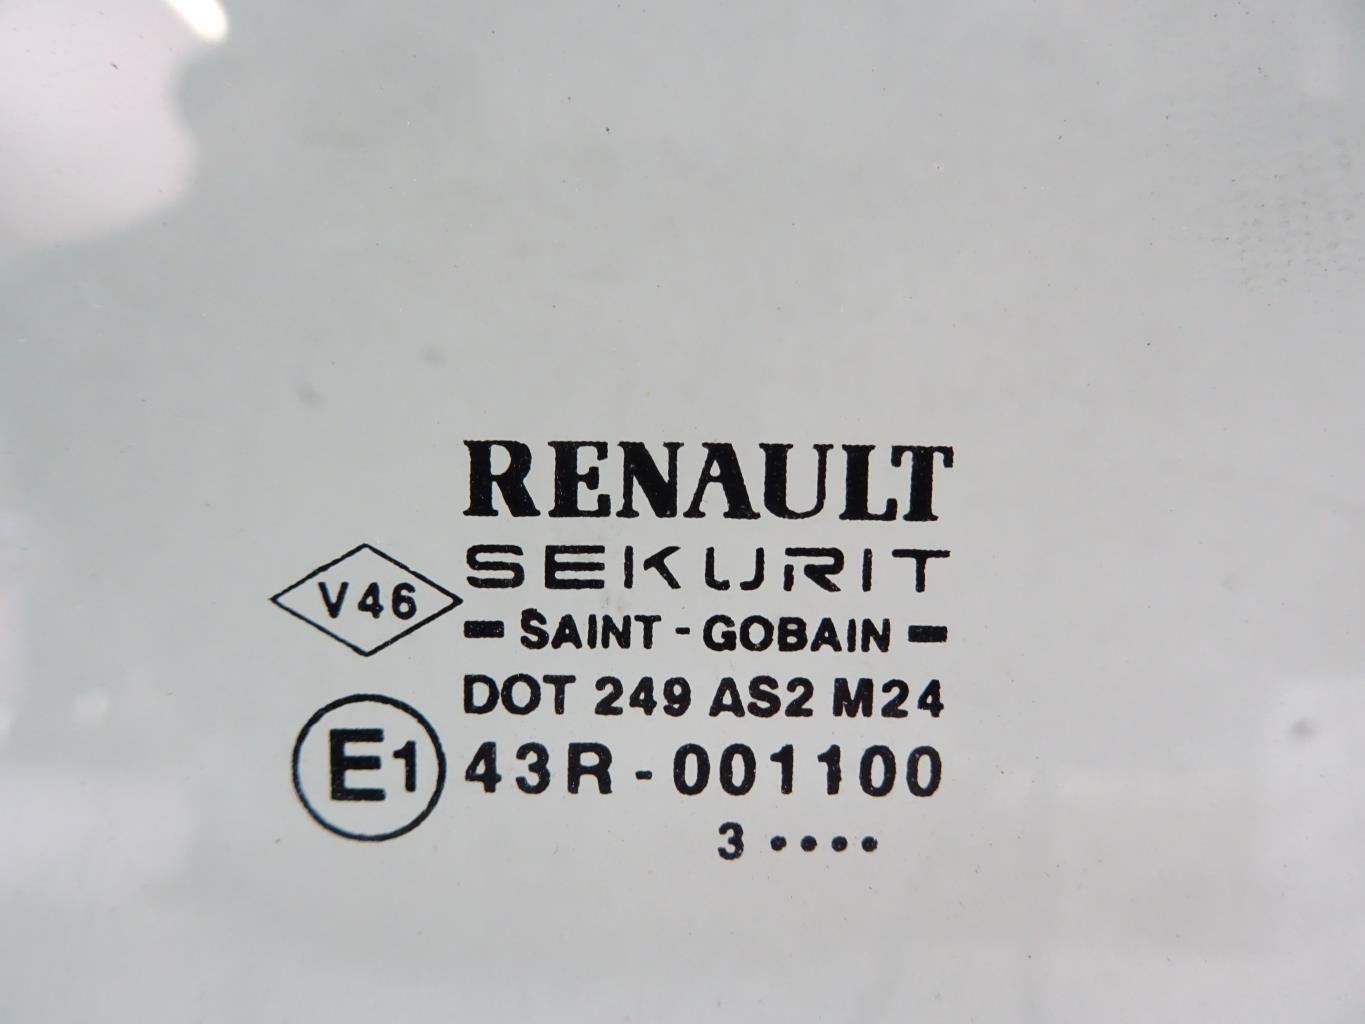 RENAULT
SEKURIT
V46
SAINT-GOBAIN
DOT 249 AS2 M24
E1
43R-001100
3 ····